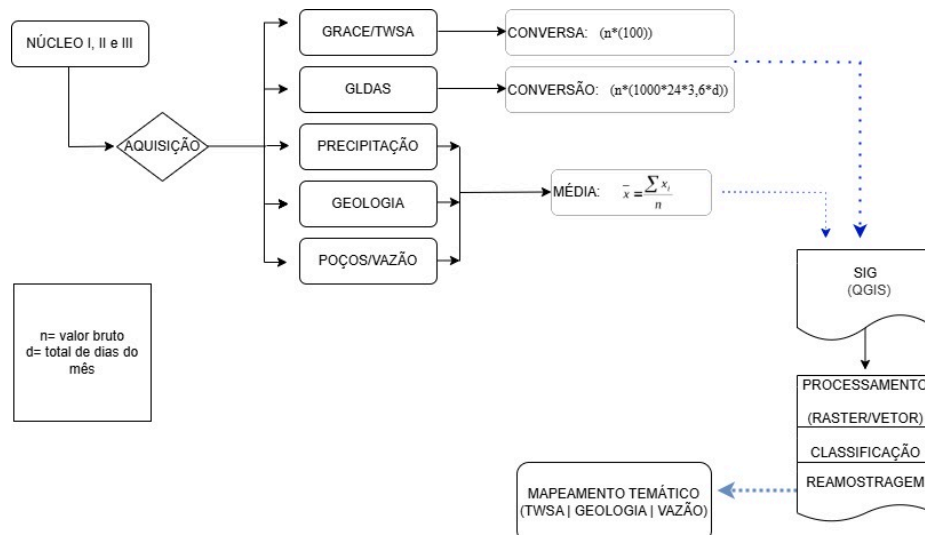 NÚCLEO I, II e III
AQUISIÇÃO
GRACE/TWSA
CONVERSA: (n*(100))
GLDAS
CONVERSÃO: (n*(1000*24*3,6*d))
PRECIPITAÇÃO
GEOLOGIA
POÇOS/VAZÃO
MÉDIA: x̄ = ∑ xᵢ / n
n= valor bruto
d= total de dias do
mês
SIG
(QGIS)
PROCESSAMENTO
(RASTER/VETOR)
CLASSIFICAÇÃO
REAMOSTRAGEM
MAPEAMENTO TEMÁTICO
(TWSA | GEOLOGIA | VAZÃO)